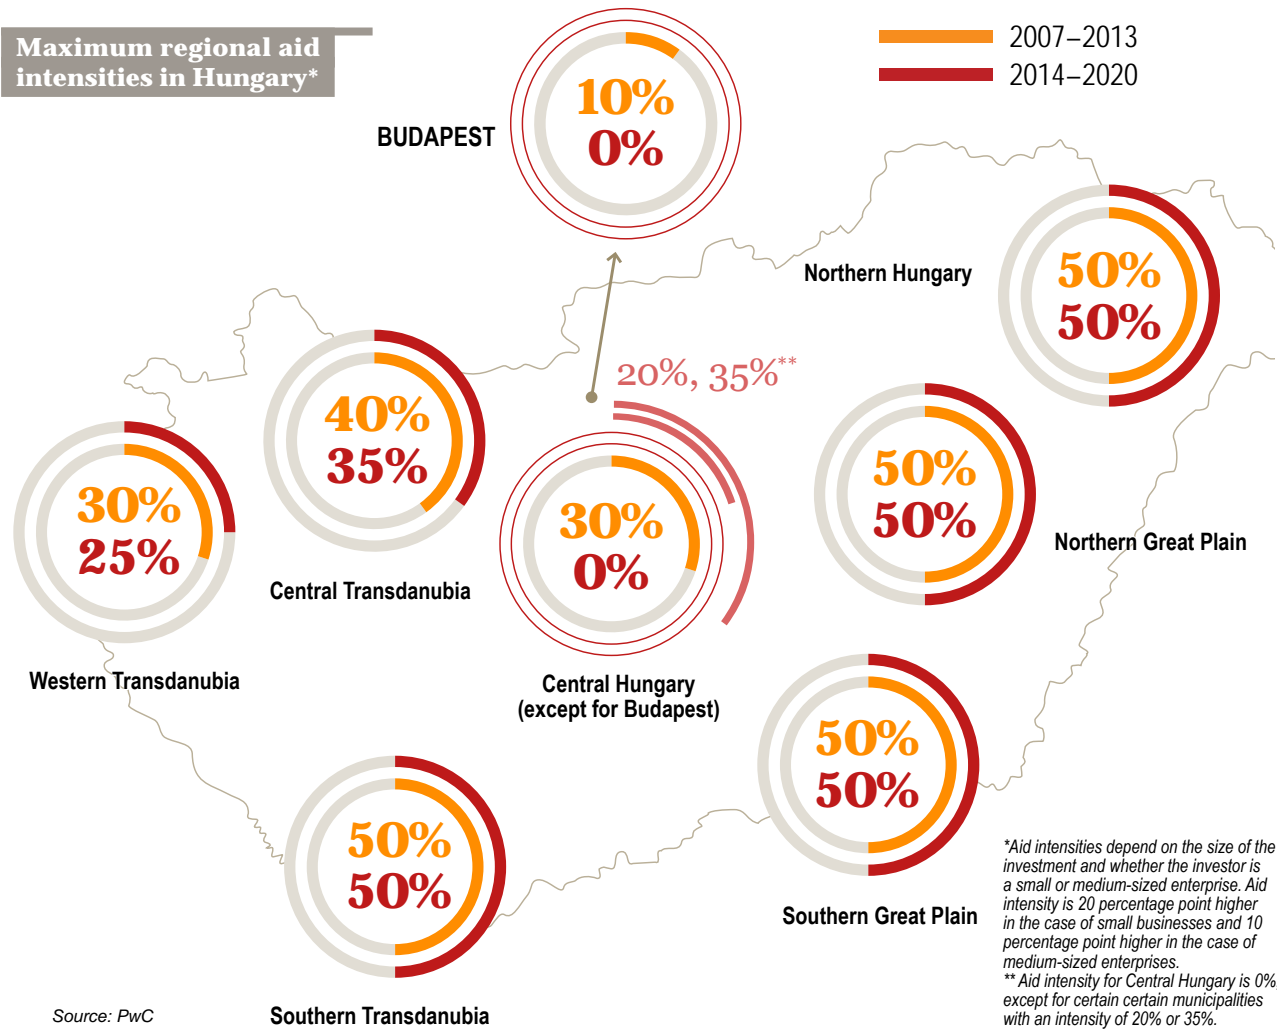 Maximum regional aid
intensities in Hungary*
2007–2013
2014–2020
BUDAPEST
10%
0%
Northern Hungary
50%
50%
20%, 35%**
40%
35%
Central Transdanubia
30%
25%
Western Transdanubia
30%
0%
Central Hungary
(except for Budapest)
50%
50%
Northern Great Plain
50%
50%
Southern Great Plain
50%
50%
Southern Transdanubia
*Aid intensities depend on the size of the
investment and whether the investor is
a small or medium-sized enterprise. Aid
intensity is 20 percentage point higher
in the case of small businesses and 10
percentage point higher in the case of
medium-sized enterprises.
** Aid intensity for Central Hungary is 0%,
except for certain certain municipalities
with an intensity of 20% or 35%.
Source: PwC